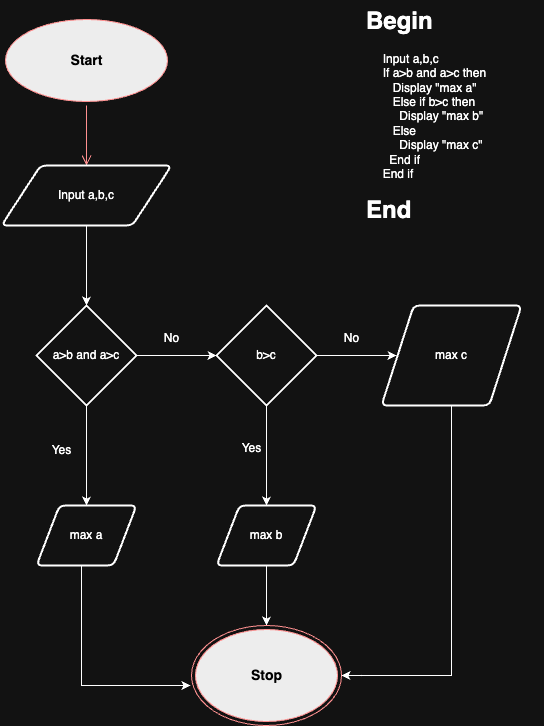 Start
Input a,b,c
a>b and a>c
No
b>c
No
max c
Yes
Yes
max a
max b
Stop
Begin
Input a,b,c
If a>b and a>c then
Display "max a"
Else if b>c then
Display "max b"
Else
Display "max c"
End if
End if
End